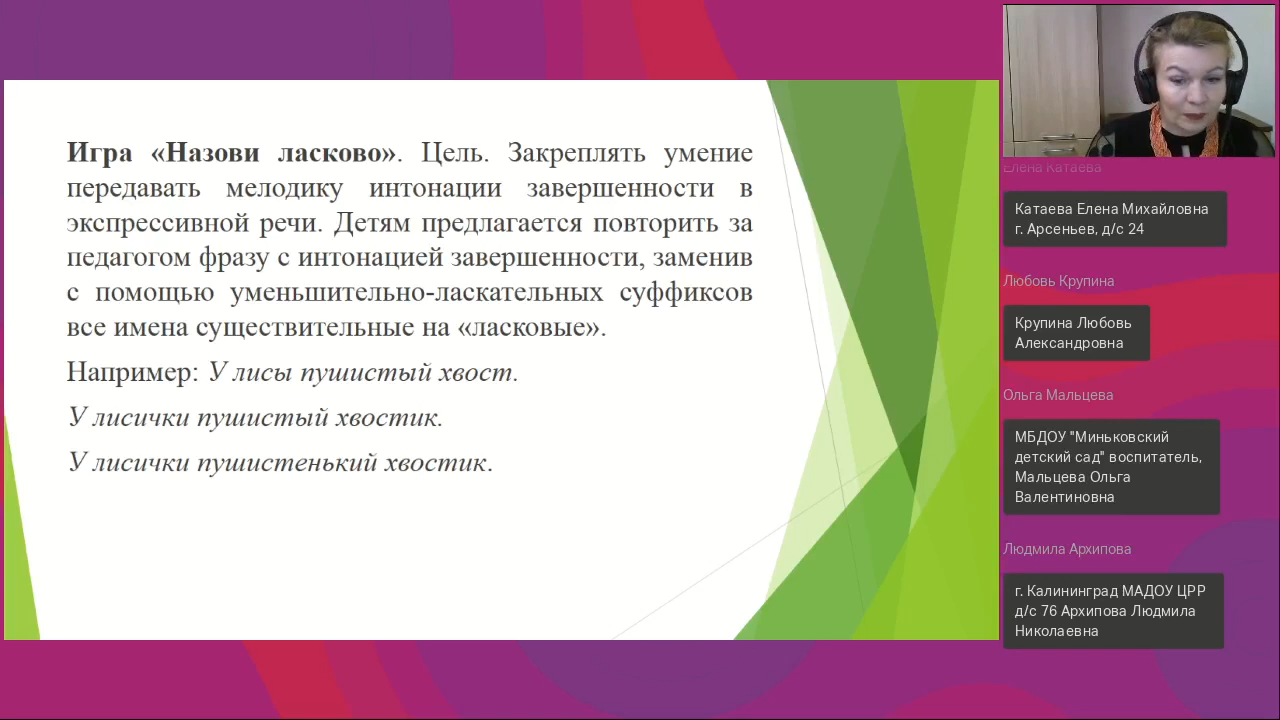 Игра «Назови ласково». Цель. Закреплять умение
передавать мелодику интонации завершенности в
экспрессивной речи. Детям предлагается повторить за
педагогом фразу с интонацией завершенности, заменив
с помощью уменьшительно-ласкательных суффиксов
все имена существительные на «ласковые».
Например: У лисы пушистый хвост.
У лисички пушистый хвостик.
У лисички пушистенький хвостик.
Елена Катаева
Катаева Елена Михайловна
г. Арсеньев, д/с 24
Любовь Крупина
Крупина Любовь
Александровна
Ольга Мальцева
МБДОУ "Миньковский
детский сад" воспитатель,
Мальцева Ольга
Валентиновна
Людмила Архипова
г. Калининград МАДОУ ЦРР
д/с 76 Архипова Людмила
Николаевна